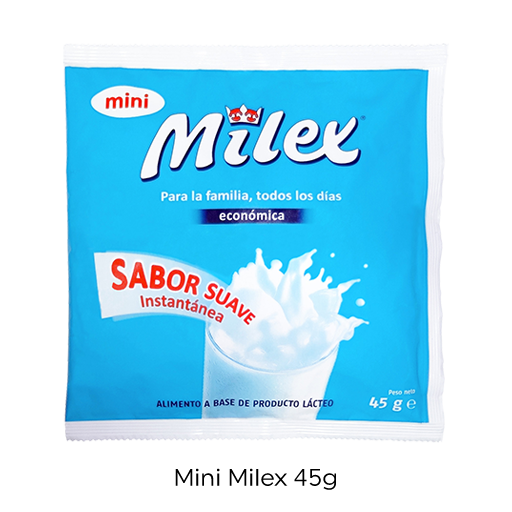 mini
Milex®
Para la familia, todos los días
económica
SABOR SUAVE
Instantánea
ALIMENTO A BASE DE PRODUCTO LÁCTEO
Peso neto
45 g e
Mini Milex 45g